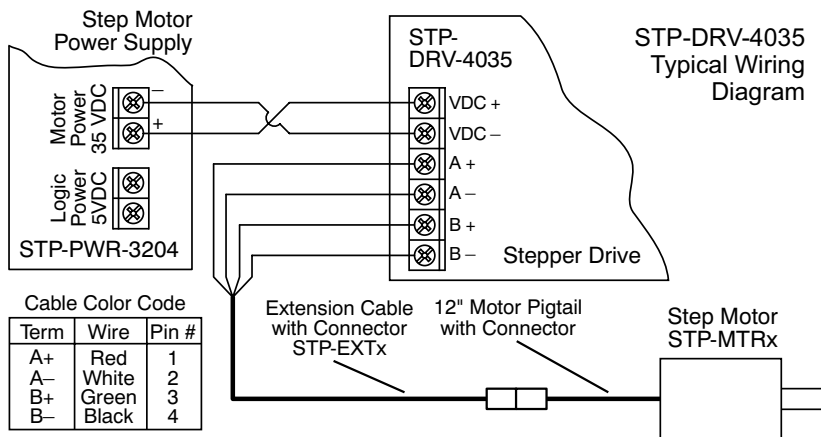 Step Motor
Power Supply
Motor
Power
35 VDC
–
+
Logic
Power
5VDC
STP-PWR-3204
STP-
DRV-4035
VDC +
VDC –
A +
A –
B +
B –
Stepper Drive
STP-DRV-4035
Typical Wiring
Diagram
Cable Color Code
Term Wire Pin #
A+ Red 1
A– White 2
B+ Green 3
B– Black 4
Extension Cable
with Connector
STP-EXTx
12" Motor Pigtail
with Connector
Step Motor
STP-MTRx